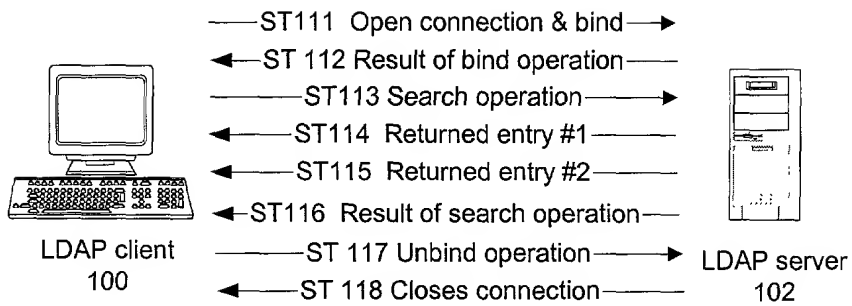 ST111 Open connection & bind
ST 112 Result of bind operation
ST113 Search operation
ST114 Returned entry #1
ST115 Returned entry #2
ST116 Result of search operation
ST 117 Unbind operation
ST 118 Closes connection
LDAP client
100
LDAP server
102